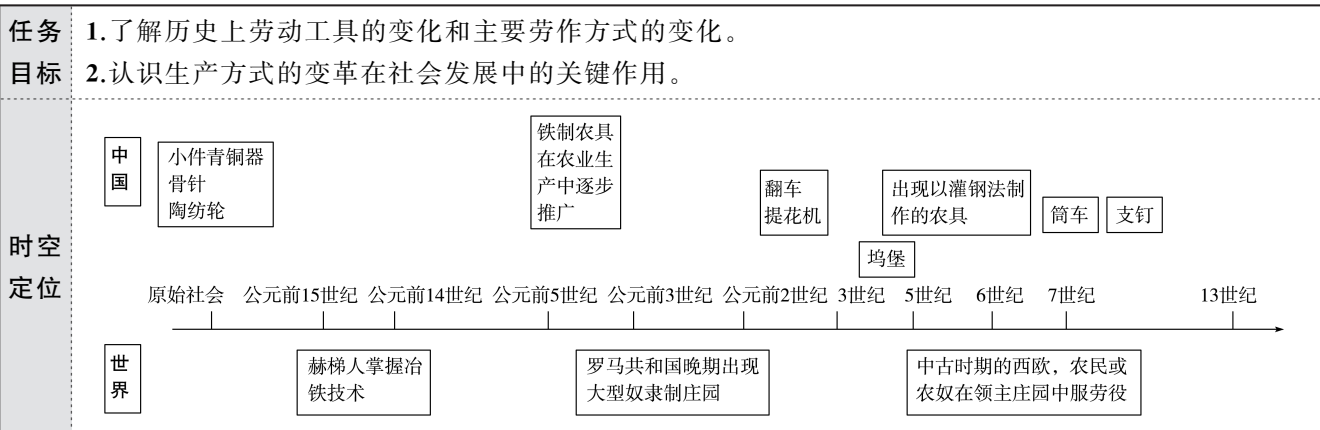 任务
目标
1.了解历史上劳动工具的变化和主要劳作方式的变化。
2.认识生产方式的变革在社会发展中的关键作用。
时空
定位
中
国
小件青铜器
骨针
陶纺轮
铁制农具
在农业生
产中逐步
推广
翻车
提花机
出现以灌钢法制
作的农具
筒车
支钉
坞堡
原始社会 公元前15世纪 公元前14世纪 公元前5世纪 公元前3世纪 公元前2世纪 3世纪 5世纪 6世纪 7世纪 13世纪
世
界
赫梯人掌握冶
铁技术
罗马共和国晚期出现
大型奴隶制庄园
中古时期的西欧，农民或
农奴在领主庄园中服劳役